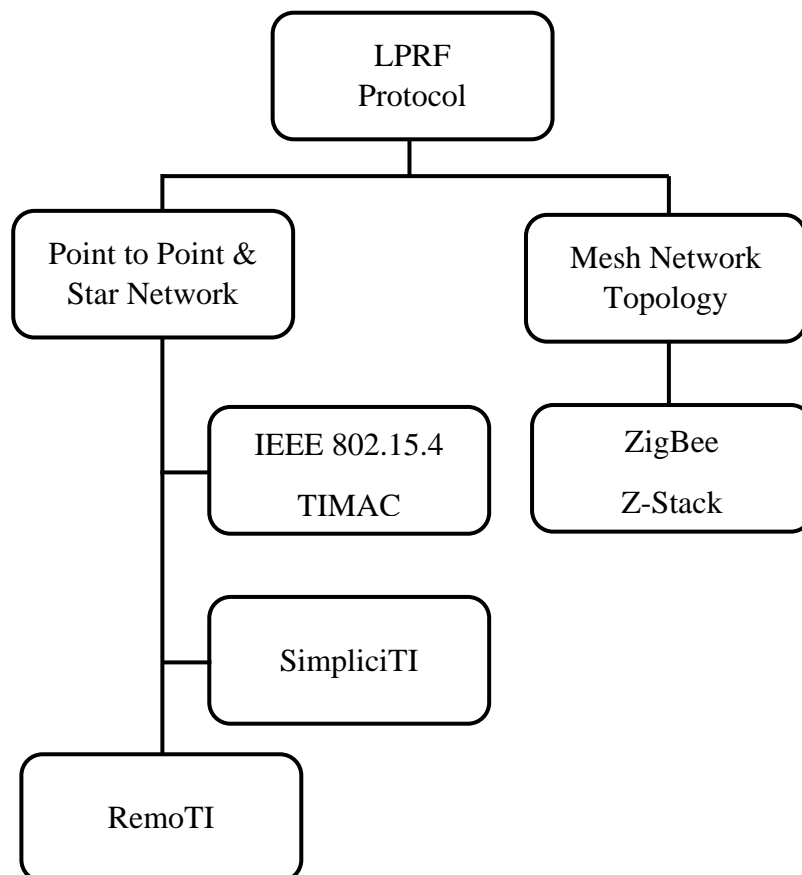 LPRF
Protocol
Point to Point &
Star Network
Mesh Network
Topology
IEEE 802.15.4
TIMAC
ZigBee
Z-Stack
SimpliciTI
RemoTI